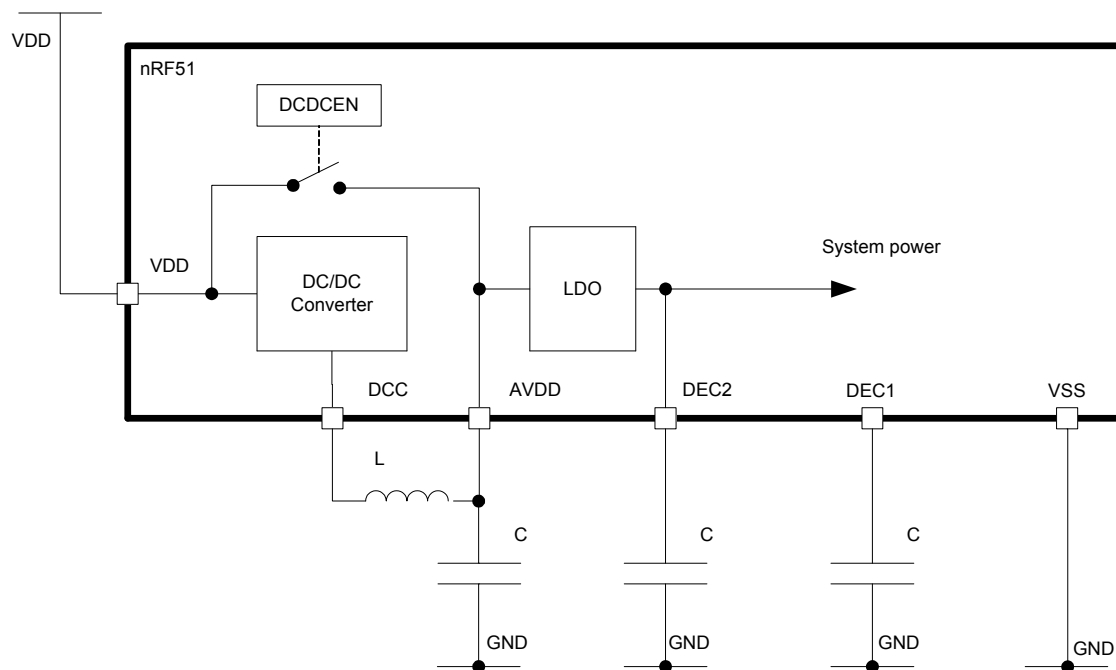 VDD
nRF51
DCDCEN
VDD
DC/DC
Converter
LDO
System power
DCC
AVDD
DEC2
DEC1
VSS
L
C
C
C
GND
GND
GND
GND